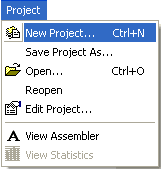 Project
New Project... Ctrl+N
Save Project As...
Open... Ctrl+O
Reopen
Edit Project...
View Assembler
View Statistics